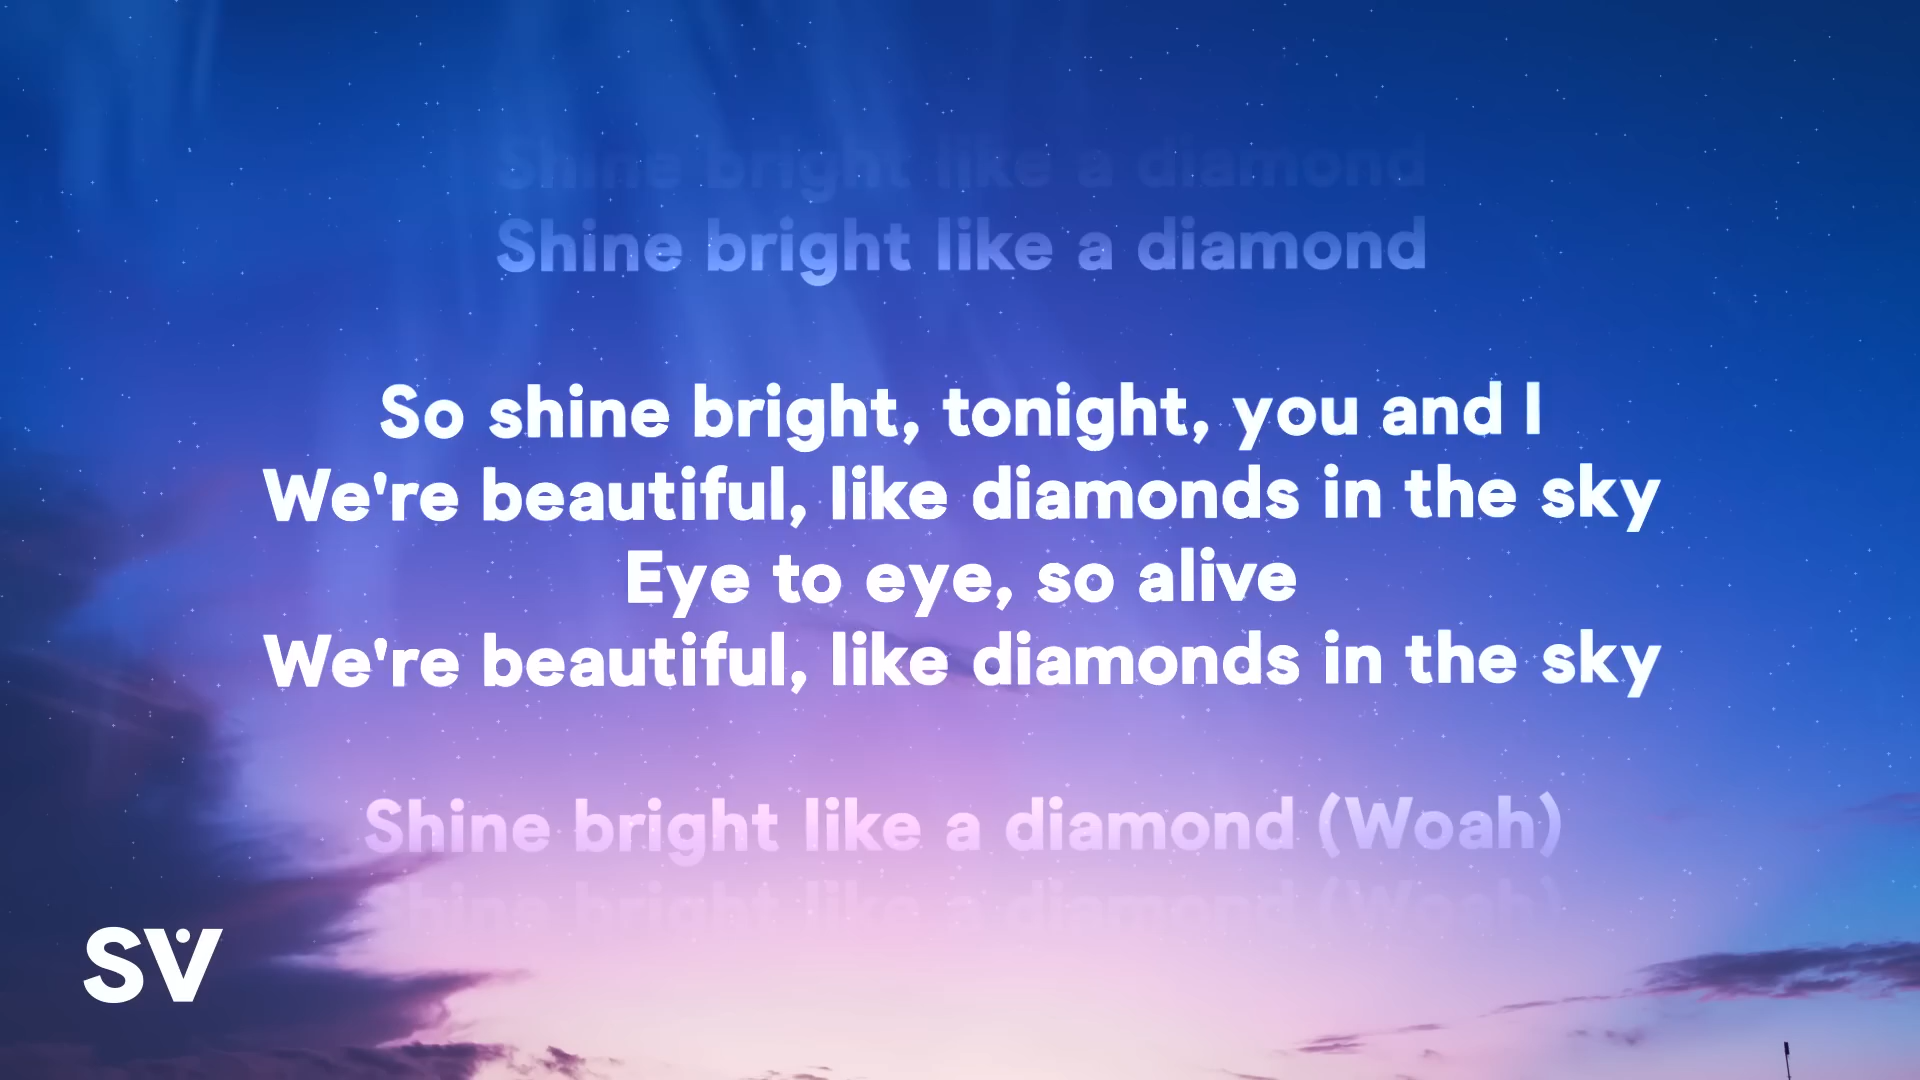 Shine bright like a diamond
Shine bright like a diamond
So shine bright, tonight, you and I
We're beautiful, like diamonds in the sky
Eye to eye, so alive
We're beautiful, like diamonds in the sky
Shine bright like a diamond (Woah)
Shine bright like a diamond (Woah)
SV